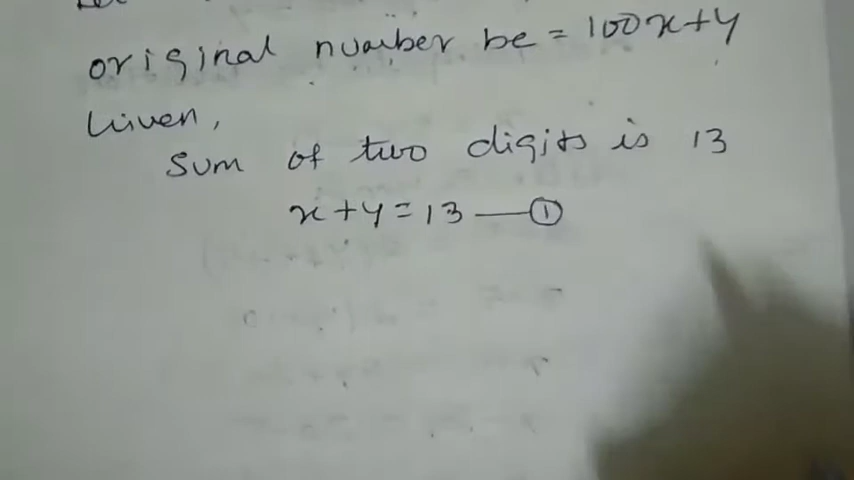 original number be = 100x+y
Given,
Sum of two digits is 13
x+y=13 —①